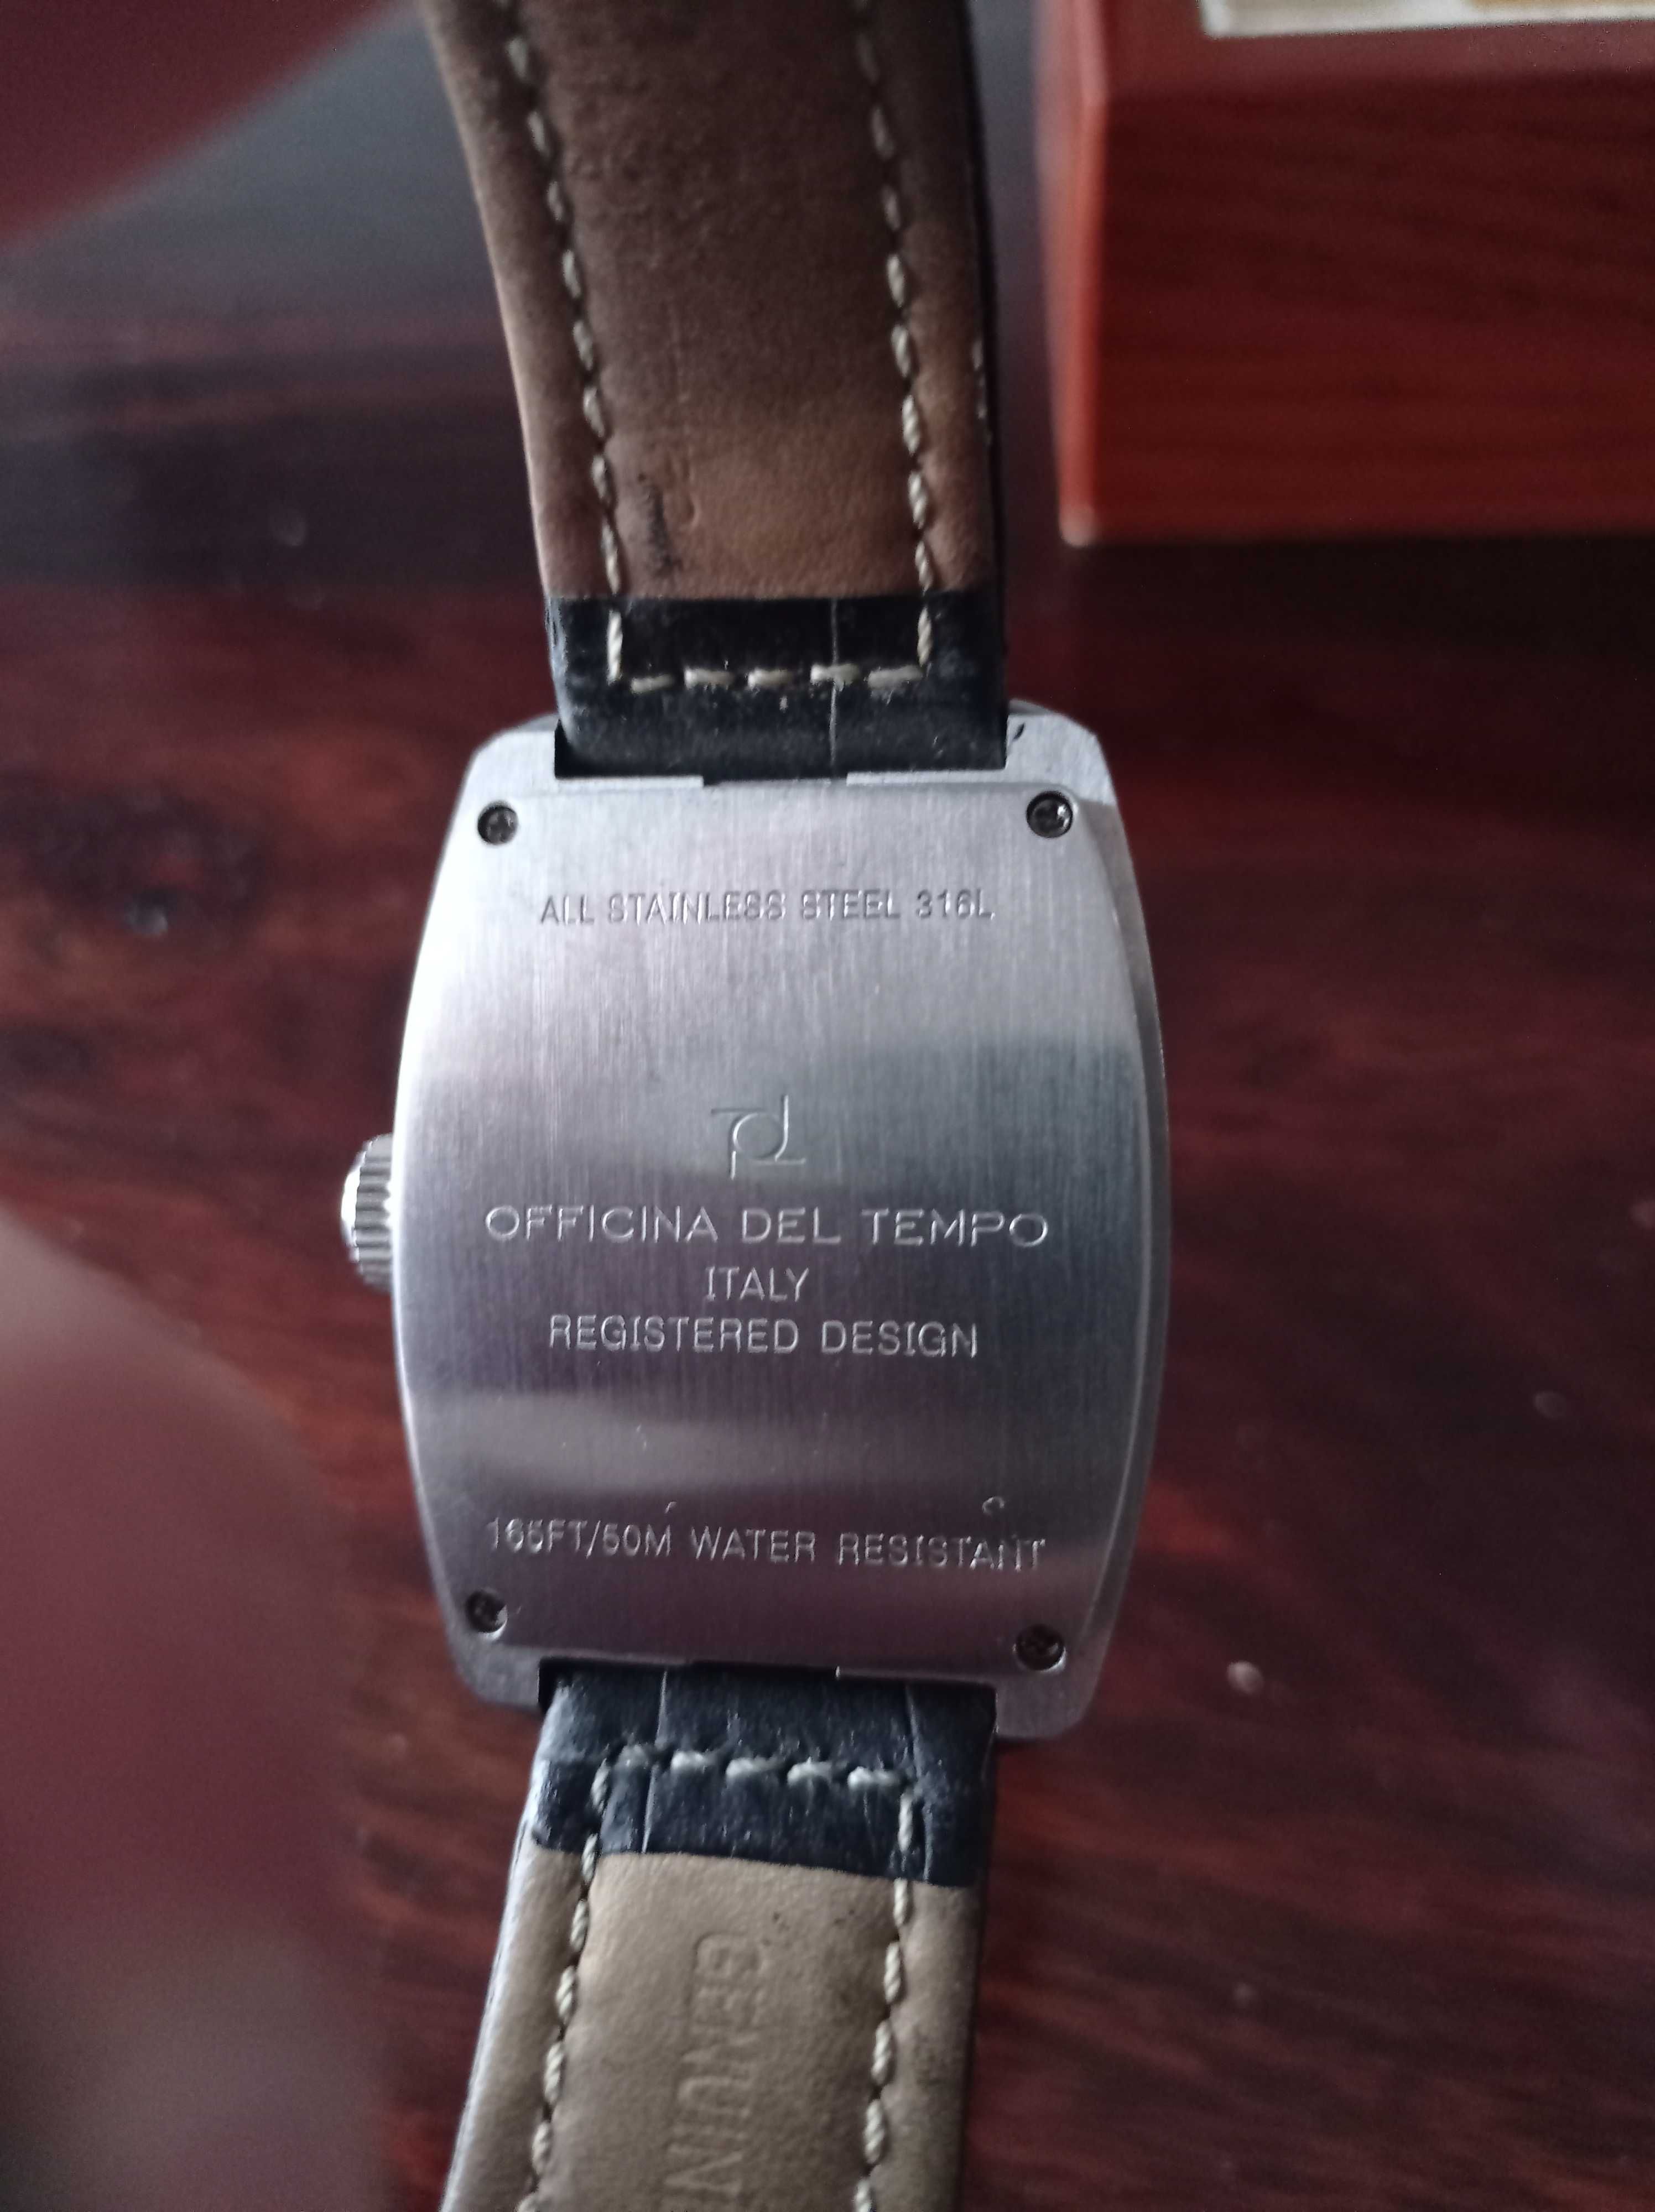 ALL STAINLESS STEEL 316L
OFFICINA DEL TEMPO
ITALY
REGISTERED DESIGN
165FT/50M WATER RESISTANT